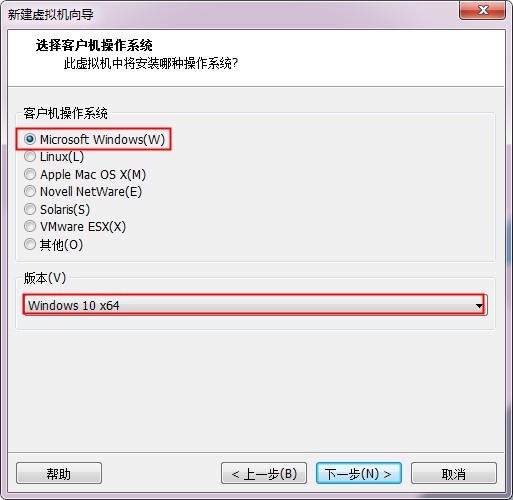 新建虚拟机向导
选择客户机操作系统
此虚拟机中将安装哪种操作系统?
客户机操作系统
Microsoft Windows(W)
Linux(L)
Apple Mac OS X(M)
Novell NetWare(E)
Solaris(S)
VMware ESX(X)
其他(O)
版本(V)
Windows 10 x64
帮助
< 上一步(B)
下一步(N) >
取消